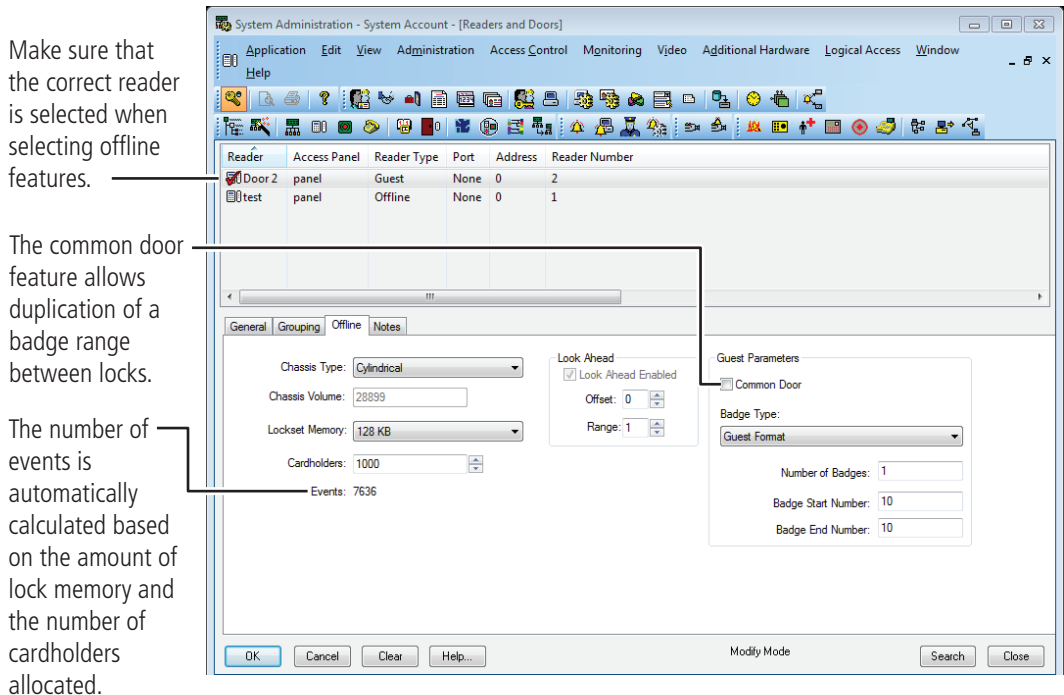 Make sure that
the correct reader
is selected when
selecting offline
features.
The common door
feature allows
duplication of a
badge range
between locks.
The number of
events is
automatically
calculated based
on the amount of
lock memory and
the number of
cardholders
allocated.
System Administration - System Account - [Readers and Doors]
Application Edit View Administration Access Control Monitoring Video Additional Hardware Logical Access Window
Help
Reader Access Panel Reader Type Port Address Reader Number
Door 2 panel Guest None 0 2
test panel Offline None 0 1
General Grouping Offline Notes
Chassis Type: Cylindrical
Chassis Volume: 28899
Lockset Memory: 128 KB
Cardholders: 1000
Events: 7636
Look Ahead
Look Ahead Enabled
Offset: 0
Range: 1
Guest Parameters
Common Door
Badge Type:
Guest Format
Number of Badges: 1
Badge Start Number: 10
Badge End Number: 10
OK Cancel Clear Help... Modify Mode Search Close